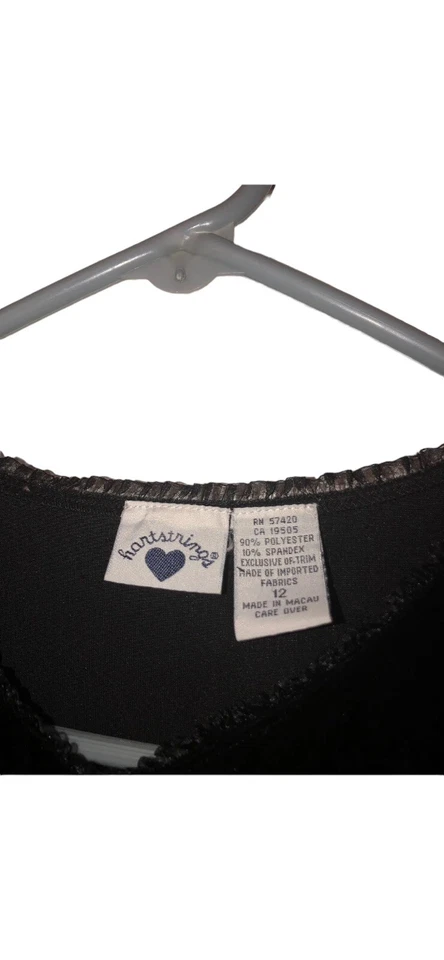 hartstrings®
RN 57420
CA 19505
90% POLYESTER
10% SPANDEX
EXCLUSIVE OF TRIM
MADE OF IMPORTED
FABRICS
12
MADE IN MACAU
CARE OVER